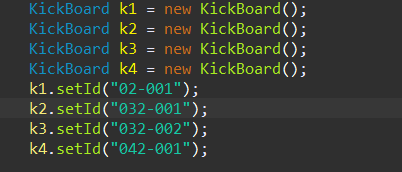 KickBoard k1 = new KickBoard();
KickBoard k2 = new KickBoard();
KickBoard k3 = new KickBoard();
KickBoard k4 = new KickBoard();
k1.setId("02-001");
k2.setId("032-001");
k3.setId("032-002");
k4.setId("042-001");